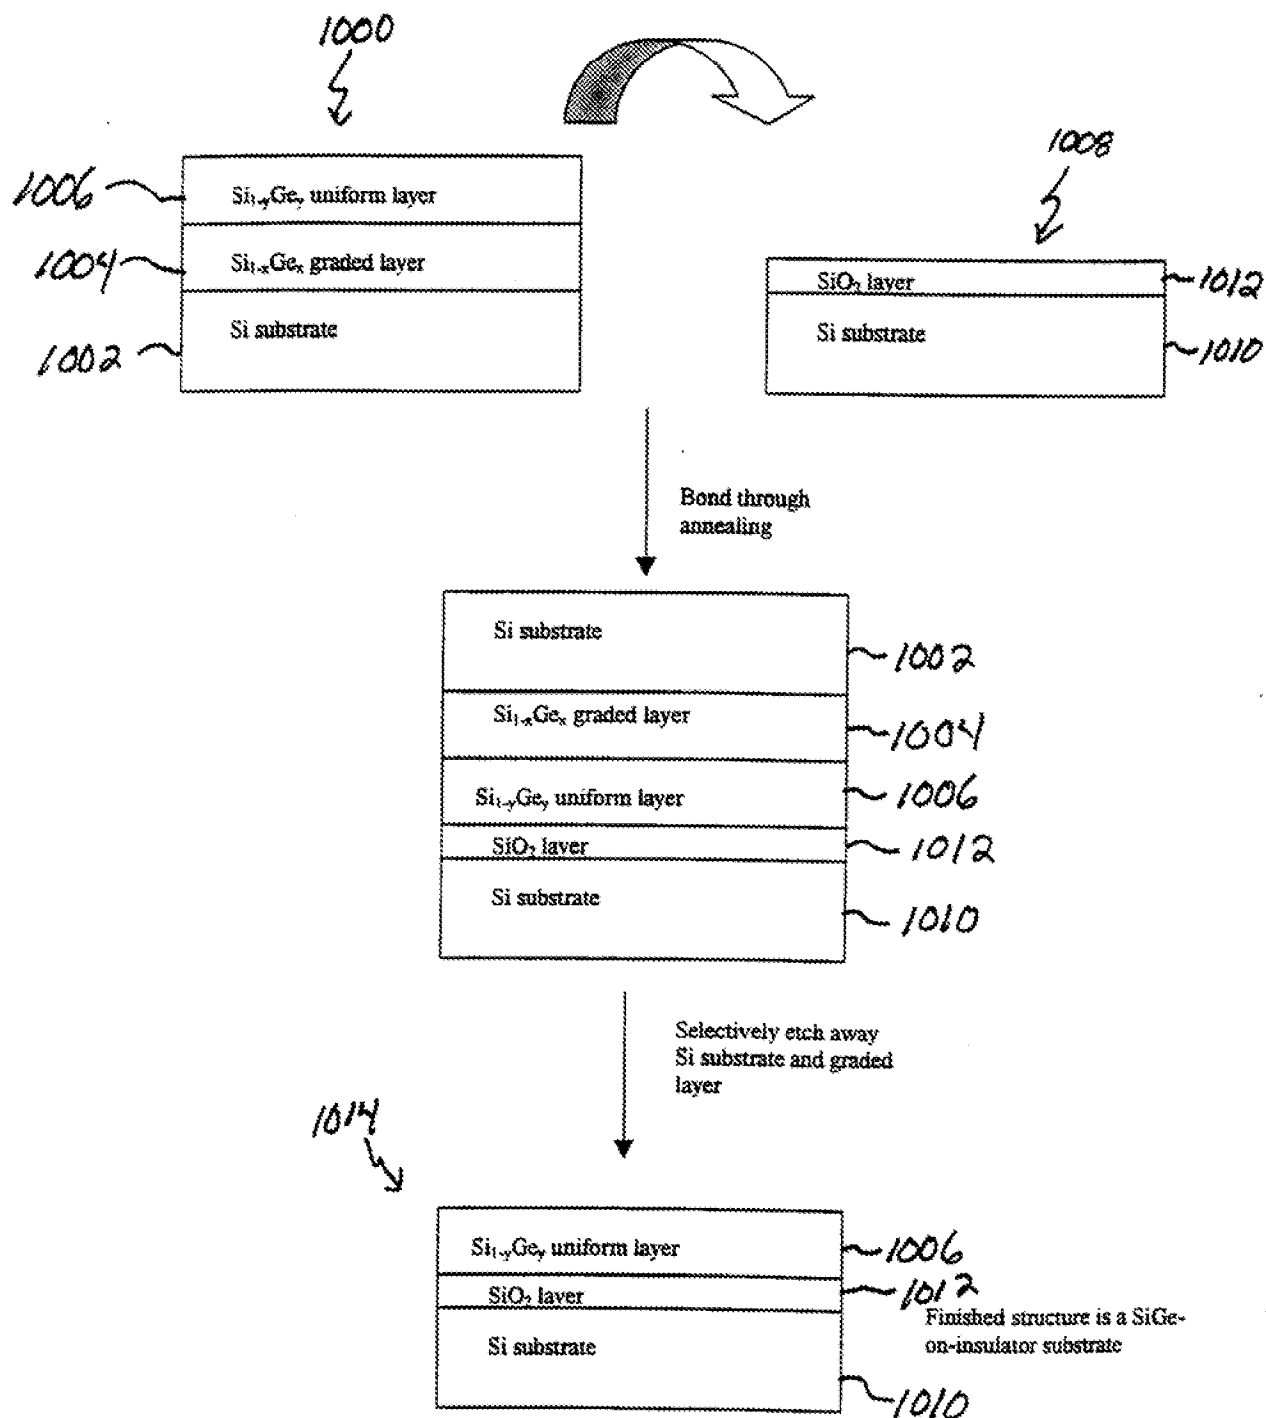 1000
1008
1006
Si₁₋yGey uniform layer
1004
Si₁₋ₓGeₓ graded layer
SiO₂ layer
1012
Si substrate
Si substrate
1002
1010
Bond through
annealing
Si substrate
1002
Si₁₋ₓGeₓ graded layer
1004
Si₁₋yGey uniform layer
1006
SiO₂ layer
1012
Si substrate
1010
Selectively etch away
Si substrate and graded
layer
1014
Si₁₋yGey uniform layer
1006
SiO₂ layer
1012
Finished structure is a SiGe-
on-insulator substrate
Si substrate
1010